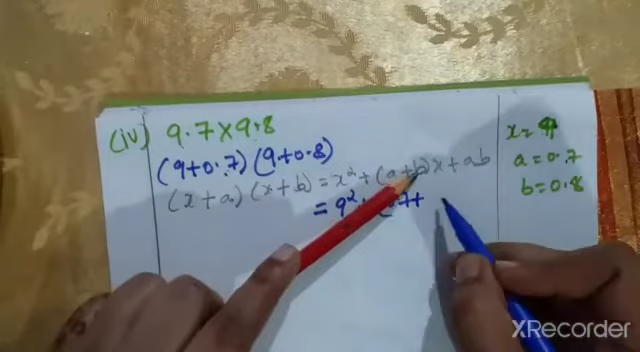 (iv) 9.7×9.8
(9+0.7) (9+0.8)
(x+a) (x+b) = x²+(a+b)x+ab
= 9²
7+
x= 9
a=0.7
b=0.8
XRecorder